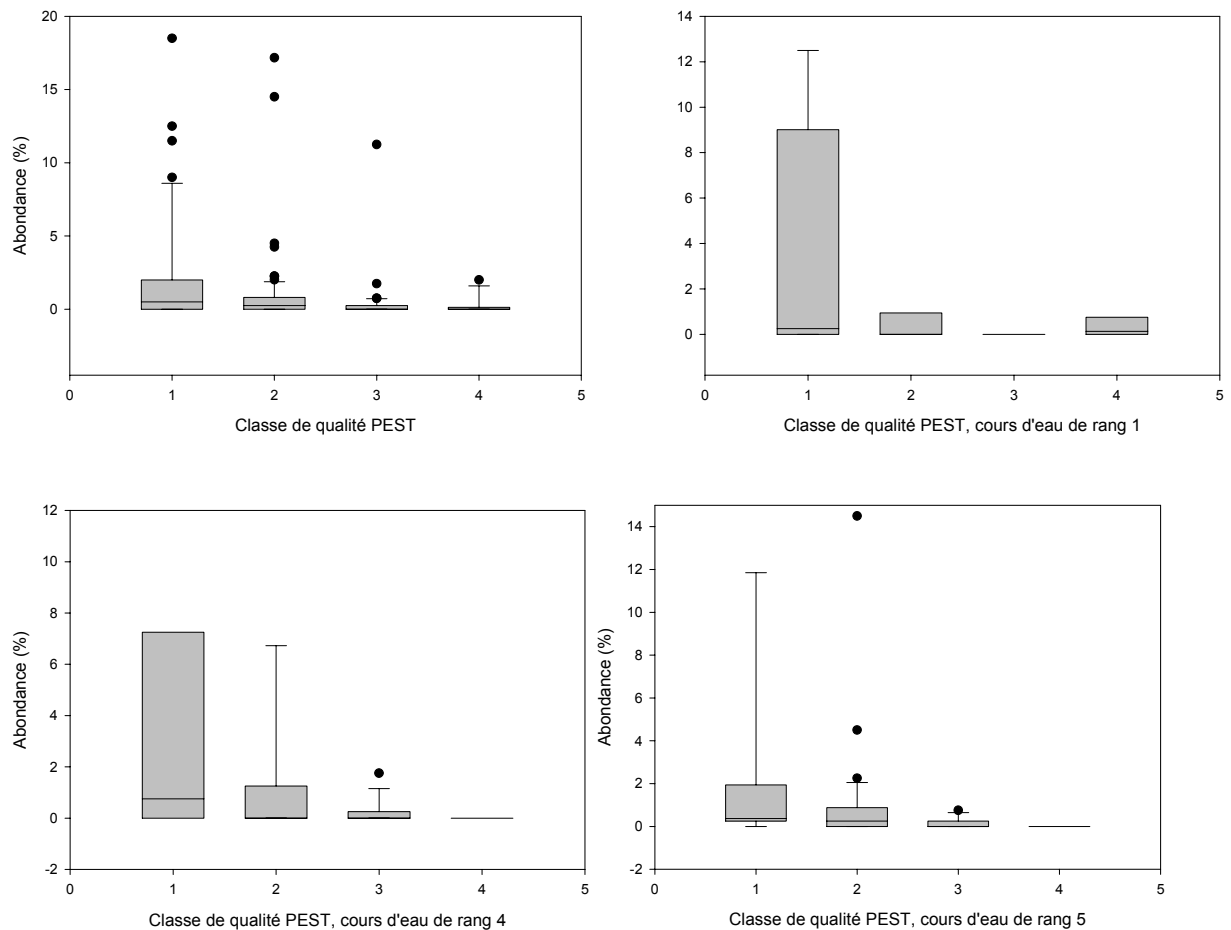 20
15
10
5
0
Abondance (%)
0 1 2 3 4 5
Classe de qualité PEST
14
12
10
8
6
4
2
0
0 1 2 3 4 5
Classe de qualité PEST, cours d'eau de rang 1
12
10
8
6
4
2
0
-2
Abondance (%)
0 1 2 3 4 5
Classe de qualité PEST, cours d'eau de rang 4
14
12
10
8
6
4
2
0
-2
Abondance (%)
0 1 2 3 4 5
Classe de qualité PEST, cours d'eau de rang 5